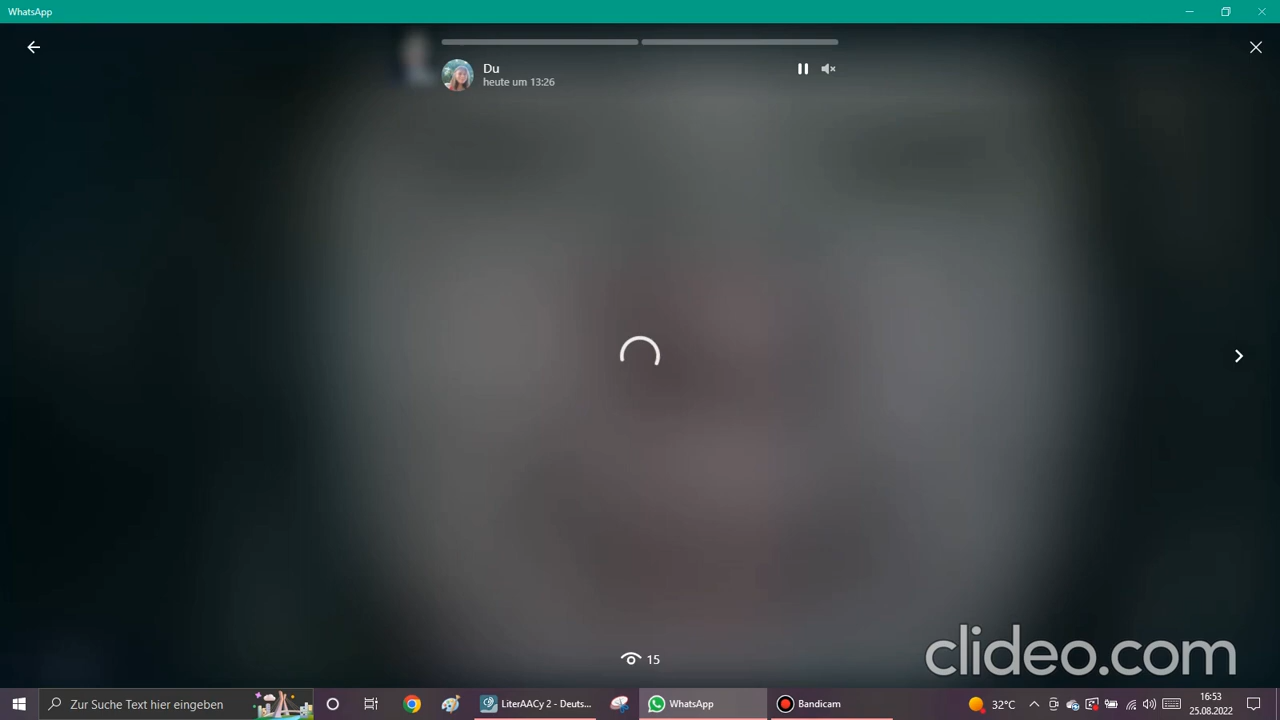 WhatsApp
Du
heute um 13:26
15
clideo.com
Zur Suche Text hier eingeben
LiterAACy 2 - Deuts...
WhatsApp
Bandicam
32°C
16:53
25.08.2022